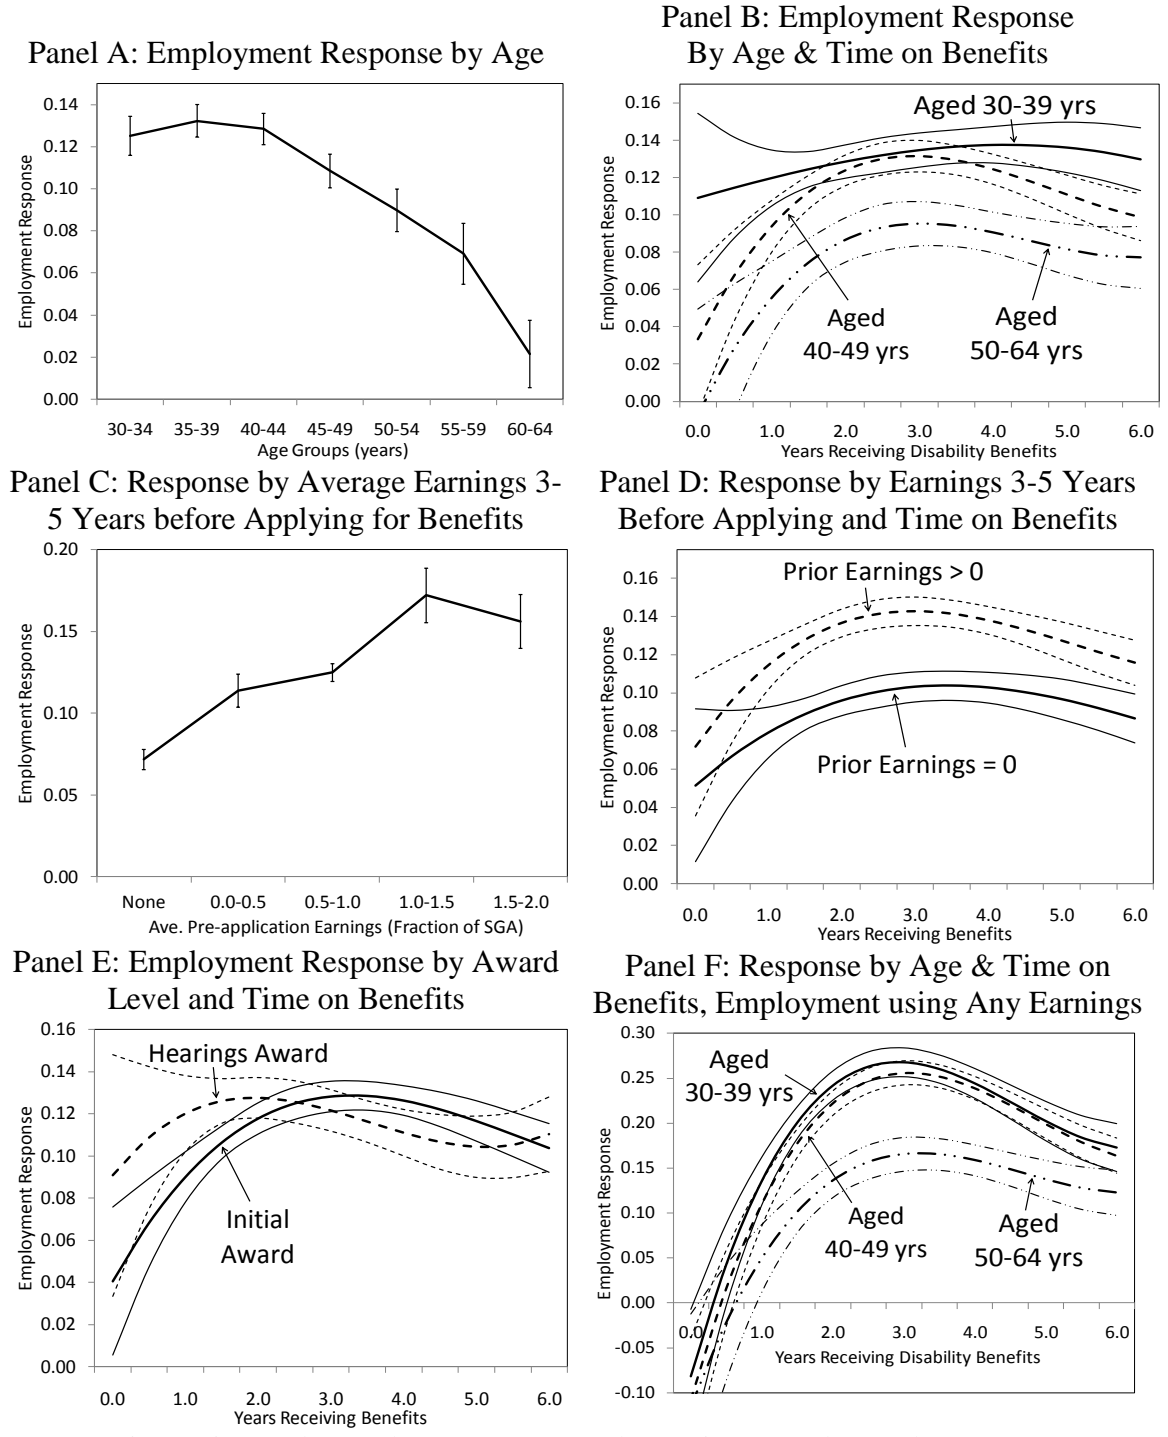 Panel A: Employment Response by Age
0.14
0.12
0.10
0.08
0.06
0.04
0.02
0.00
Employment Response
30-34 35-39 40-44 45-49 50-54 55-59 60-64
Age Groups (years)
Panel B: Employment Response
By Age & Time on Benefits
0.16
0.14
0.12
0.10
0.08
0.06
0.04
0.02
0.00
Employment Response
Aged 30-39 yrs
Aged
40-49 yrs
Aged
50-64 yrs
0.0 1.0 2.0 3.0 4.0 5.0 6.0
Years Receiving Disability Benefits
Panel C: Response by Average Earnings 3-
5 Years before Applying for Benefits
0.20
0.15
0.10
0.05
0.00
Employment Response
None 0.0-0.5 0.5-1.0 1.0-1.5 1.5-2.0
Ave. Pre-application Earnings (Fraction of SGA)
Panel D: Response by Earnings 3-5 Years
Before Applying and Time on Benefits
0.16
0.14
0.12
0.10
0.08
0.06
0.04
0.02
0.00
Employment Response
Prior Earnings > 0
Prior Earnings = 0
0.0 1.0 2.0 3.0 4.0 5.0 6.0
Years Receiving Benefits
Panel E: Employment Response by Award
Level and Time on Benefits
0.16
0.14
0.12
0.10
0.08
0.06
0.04
0.02
0.00
Employment Response
Hearings Award
Initial
Award
0.0 1.0 2.0 3.0 4.0 5.0 6.0
Years Receiving Benefits
Panel F: Response by Age & Time on
Benefits, Employment using Any Earnings
0.30
0.25
0.20
0.15
0.10
0.05
0.00
-0.05
-0.10
Employment Response
Aged
30-39 yrs
Aged
40-49 yrs
Aged
50-64 yrs
0.0 1.0 2.0 3.0 4.0 5.0 6.0
Years Receiving Disability Benefits